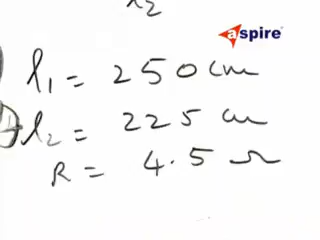 aspire®
l₁ = 250 cm
l₂ = 225 cm
R = 4.5 Ω